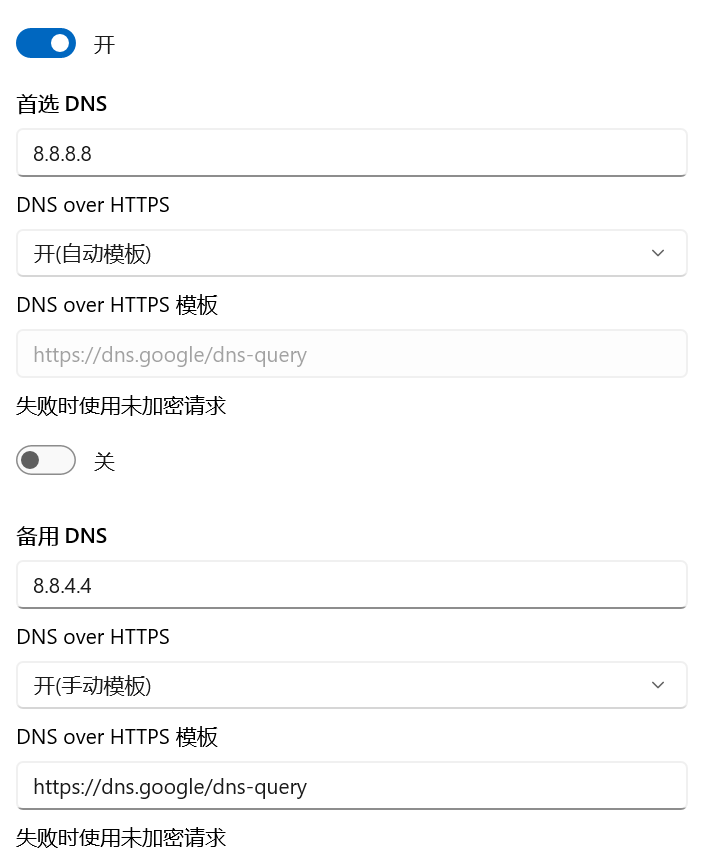 开
首选 DNS
8.8.8.8
DNS over HTTPS
开(自动模板)
DNS over HTTPS 模板
https://dns.google/dns-query
失败时使用未加密请求
关
备用 DNS
8.8.4.4
DNS over HTTPS
开(手动模板)
DNS over HTTPS 模板
https://dns.google/dns-query
失败时使用未加密请求